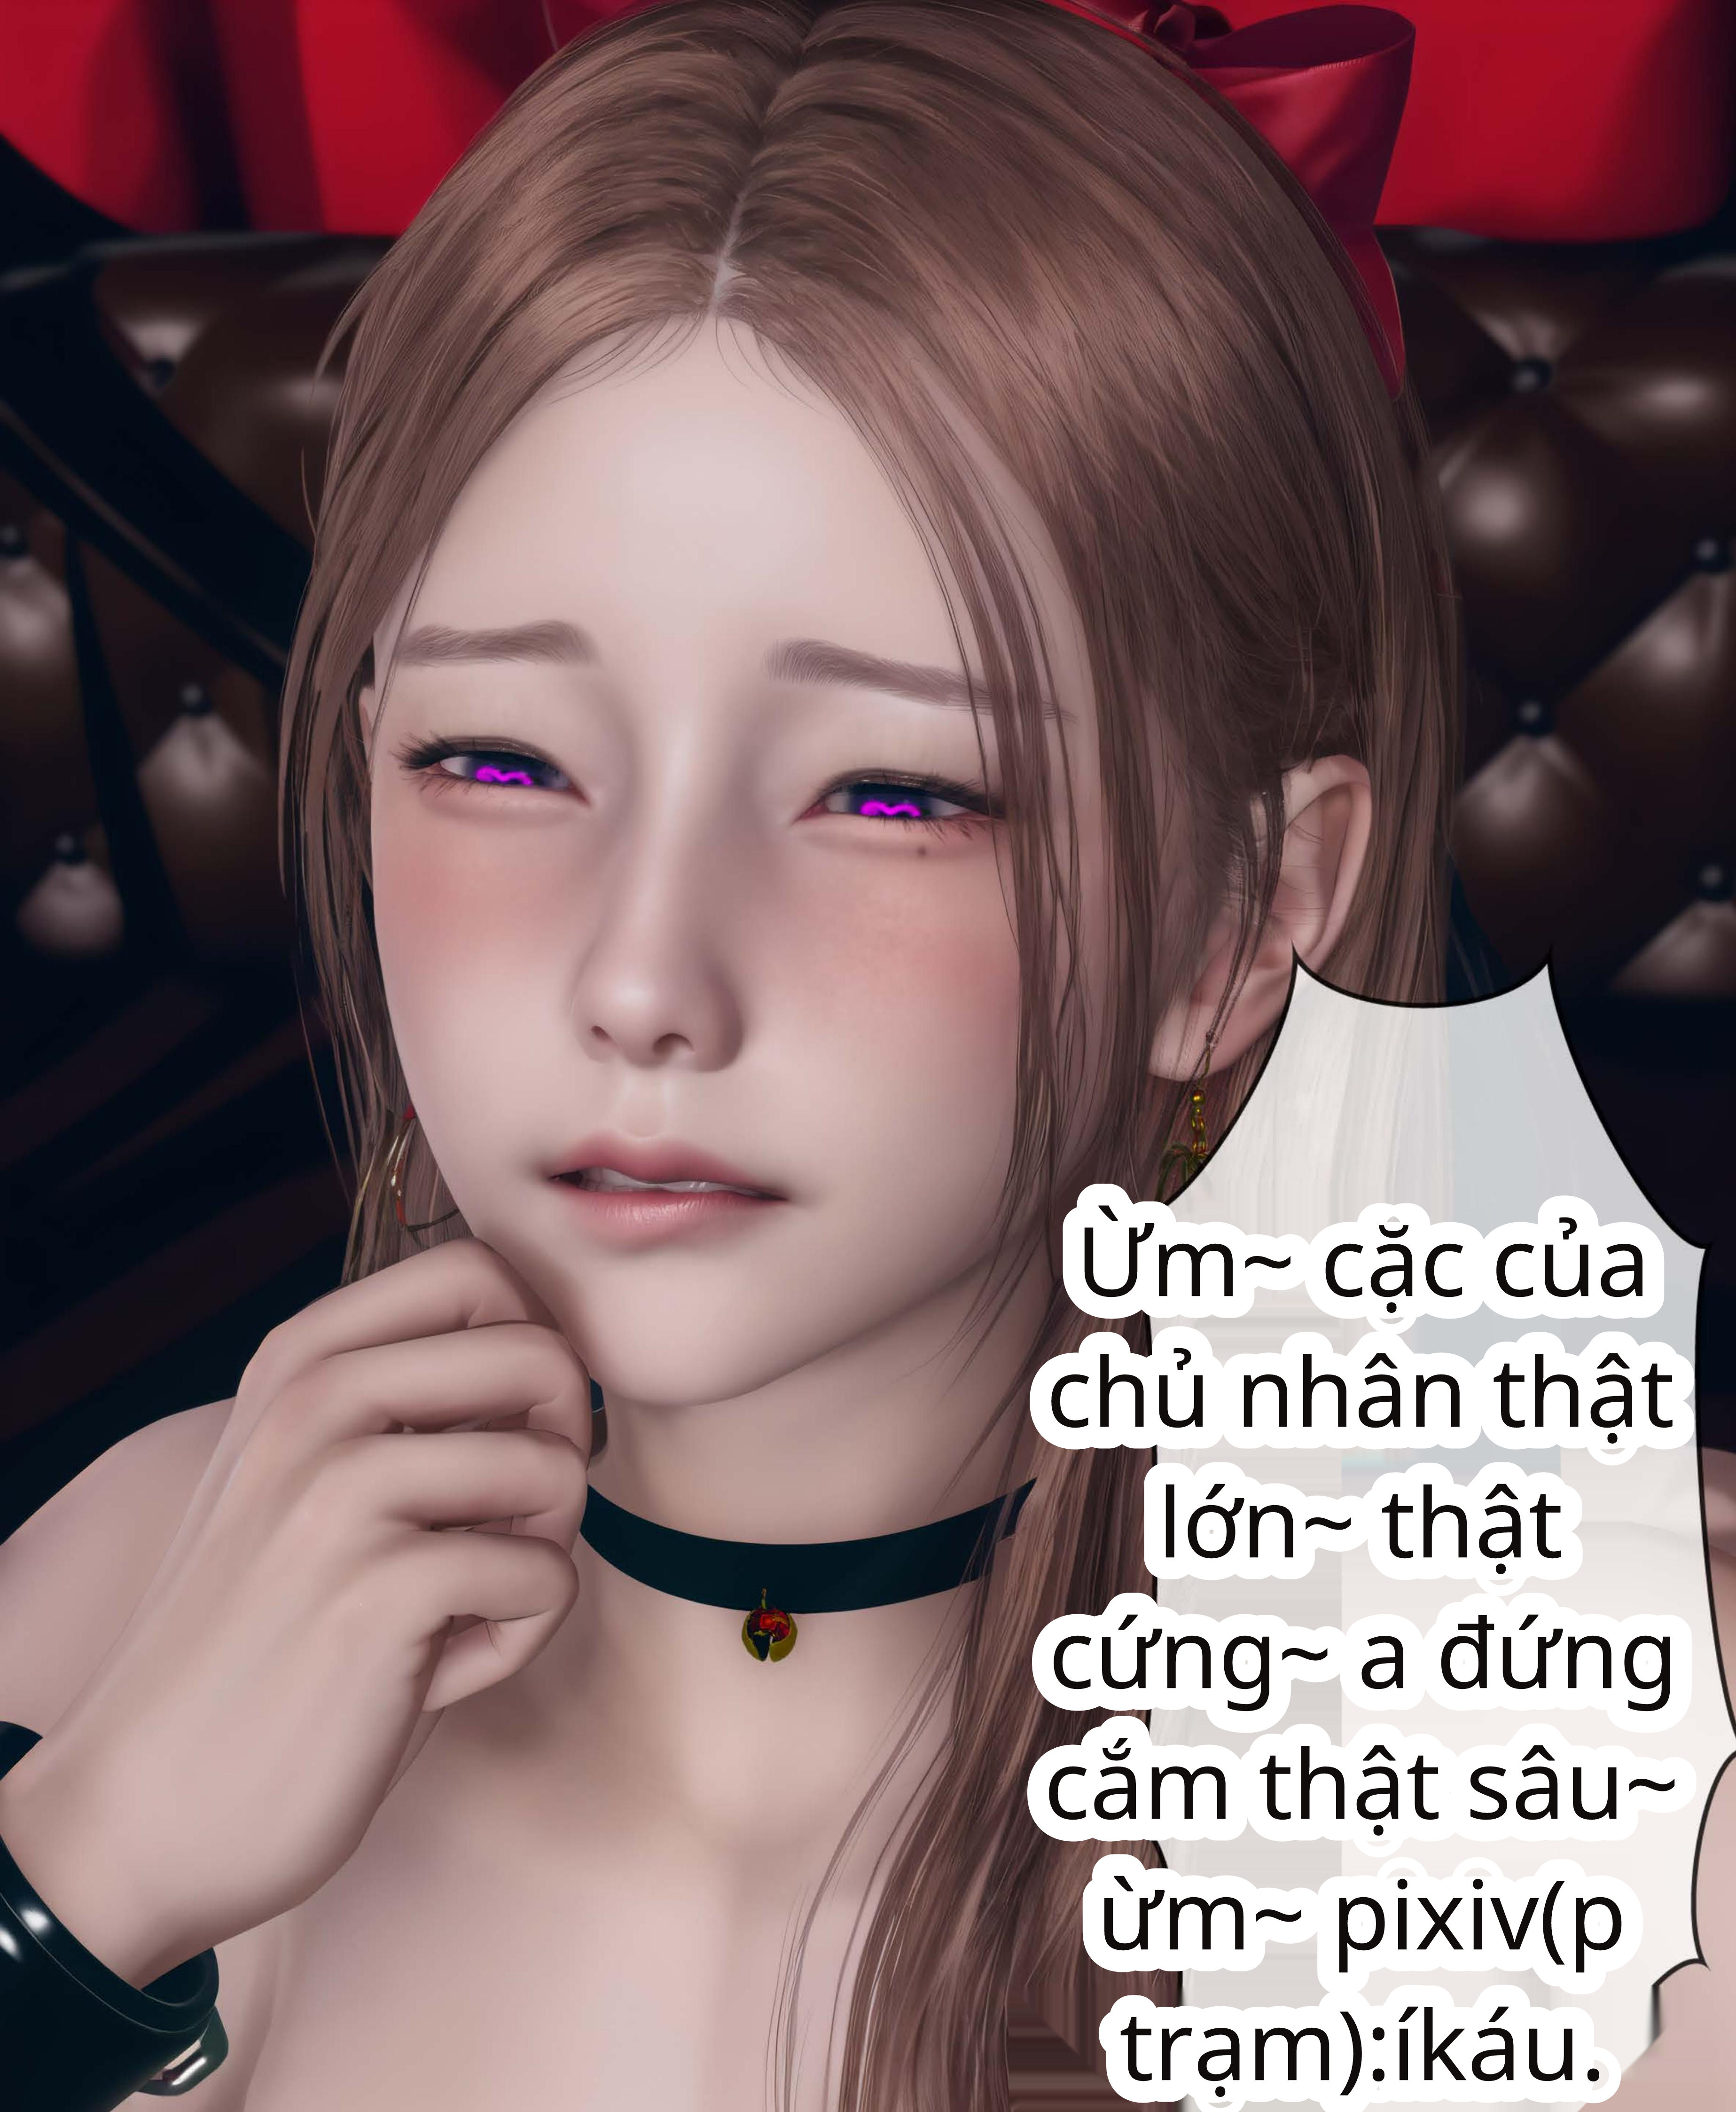 Ừm~ cặc của
chủ nhân thật
lớn~ thật
cứng~ a đứng
cắm thật sâu~
ừm~ pixiv(p
trạm):íkáu.